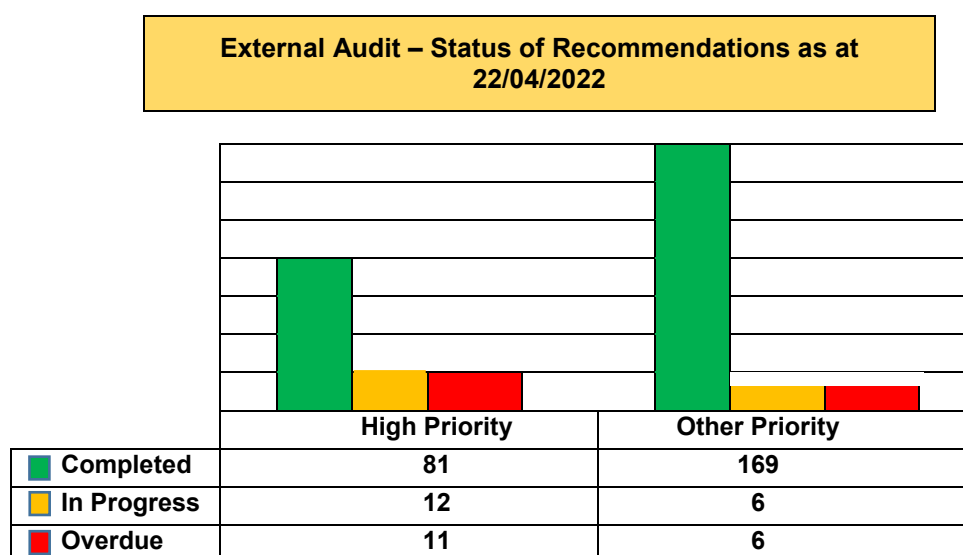 External Audit – Status of Recommendations as at
22/04/2022
High Priority Other Priority
Completed 81 169
In Progress 12 6
Overdue 11 6